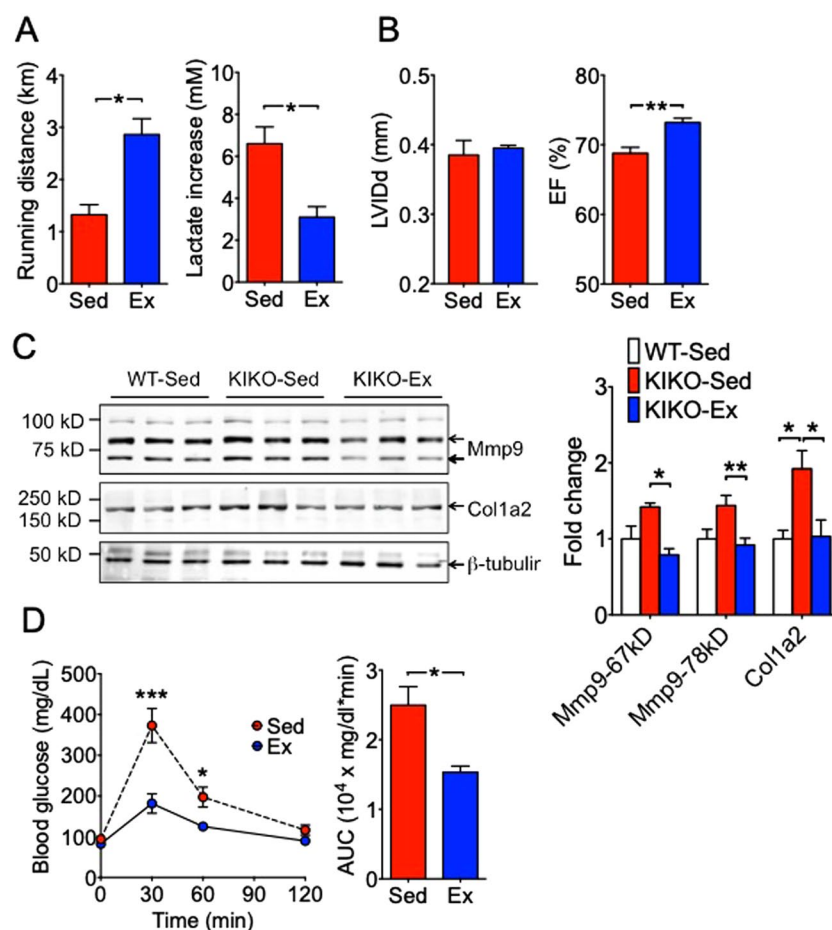 A
Running distance (km)
4
3
2
1
0
*
Sed Ex
Lactate increase (mM)
10
8
6
4
2
0
*
Sed Ex
B
LVIDd (mm)
0.5
0.4
0.3
0.2
Sed Ex
EF (%)
80
70
60
50
**
Sed Ex
C
WT-Sed KIKO-Sed KIKO-Ex
100 kD
75 kD
Mmp9
250 kD
150 kD
Col1a2
50 kD
β-tubulir
WT-Sed
KIKO-Sed
KIKO-Ex
Fold change
3
2
1
0
*
**
* *
Mmp9-67kD
Mmp9-78kD
Col1a2
D
Blood glucose (mg/dL)
500
400
300
200
100
0
***
*
Sed
Ex
0 30 60 90 120
Time (min)
AUC (10⁴ x mg/dl*min)
3
2
1
0
*
Sed Ex